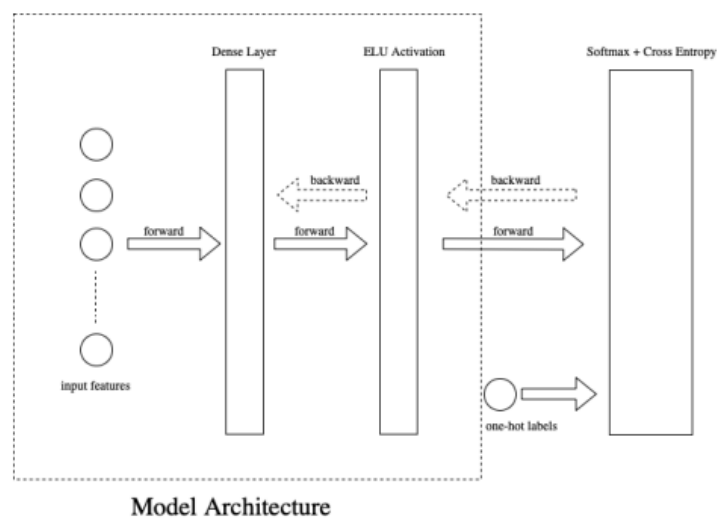 Dense Layer
ELU Activation
Softmax + Cross Entropy
backward
backward
forward
forward
forward
input features
one-hot labels
Model Architecture